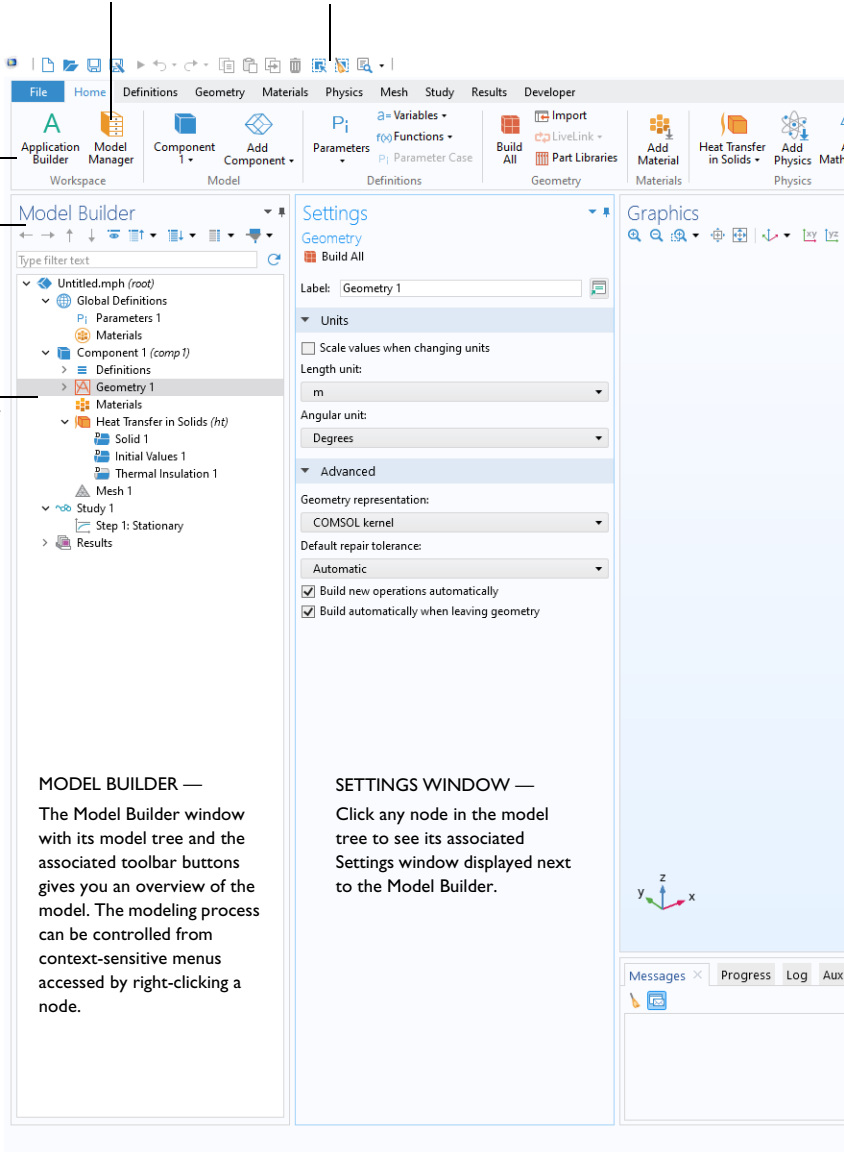 File Home Definitions Geometry Materials Physics Mesh Study Results Developer
Application Builder
Model Manager
Workspace
Component 1
Add Component
Model
Parameters
a= Variables
f(x) Functions
Pi Parameter Case
Definitions
Build All
Import
LiveLink
Part Libraries
Geometry
Add Material
Materials
Heat Transfer in Solids
Add Physics
Physics
Model Builder
Type filter text
Untitled.mph (root)
Global Definitions
Pi Parameters 1
Materials
Component 1 (comp1)
Definitions
Geometry 1
Materials
Heat Transfer in Solids (ht)
Solid 1
Initial Values 1
Thermal Insulation 1
Mesh 1
Study 1
Step 1: Stationary
Results
MODEL BUILDER —
The Model Builder window
with its model tree and the
associated toolbar buttons
gives you an overview of the
model. The modeling process
can be controlled from
context-sensitive menus
accessed by right-clicking a
node.
Settings
Geometry
Build All
Label: Geometry 1
Units
Scale values when changing units
Length unit:
m
Angular unit:
Degrees
Advanced
Geometry representation:
COMSOL kernel
Default repair tolerance:
Automatic
Build new operations automatically
Build automatically when leaving geometry
SETTINGS WINDOW —
Click any node in the model
tree to see its associated
Settings window displayed next
to the Model Builder.
Graphics
xy yz
z
y x
Messages Progress Log Aux